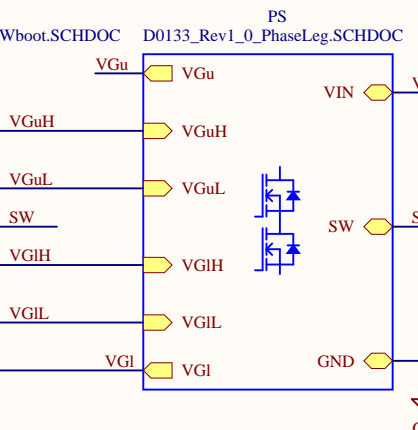 PS
Wboot.SCHDOC D0133_Rev1_0_PhaseLeg.SCHDOC
VGu VGu
VIN
VGuH VGuH
VGuL VGuL
SW SW
VGlH VGlH
VGlL VGlL
VGl VGl
GND